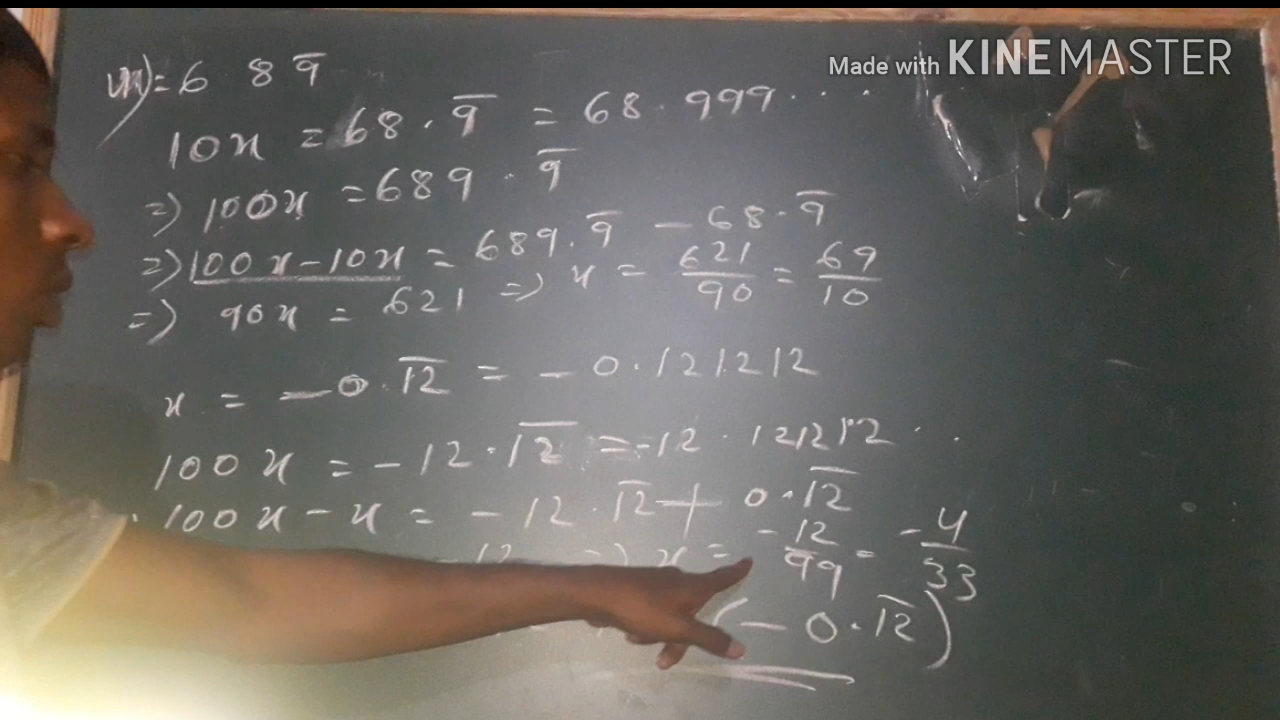 Made with KINEMASTER
= 6 8 9̅
10x = 68.9̅ = 68.999...
=) 100x = 689.9̅
=) 100x-10x = 689.9̅ - 68.9̅
=) 90x = 621 =) x = 621/90 = 69/10
x = -0.1̅2̅ = -0.121212
100x = -12.1̅2̅ = -12.121212..
100x - x = -12.1̅2̅ + 0.1̅2̅
-12 =) x = -12/99 = -4/33
(-0.1̅2̅)